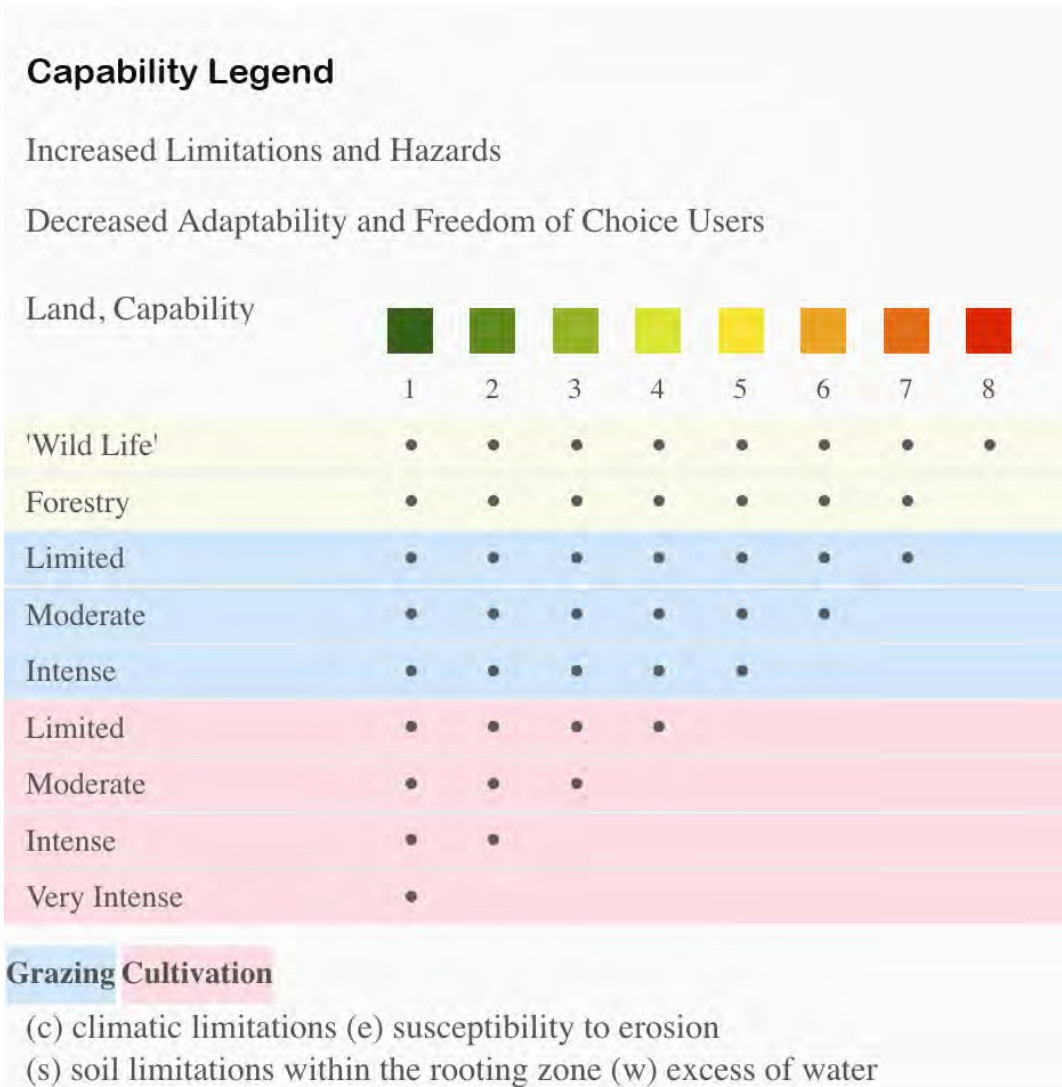 Capability Legend
Increased Limitations and Hazards
Decreased Adaptability and Freedom of Choice Users
Land, Capability
1 2 3 4 5 6 7 8
'Wild Life' • • • • • • • •
Forestry • • • • • • •
Limited • • • • • • •
Moderate • • • • • •
Intense • • • • •
Limited • • • •
Moderate • • •
Intense • •
Very Intense •
Grazing Cultivation
(c) climatic limitations (e) susceptibility to erosion
(s) soil limitations within the rooting zone (w) excess of water